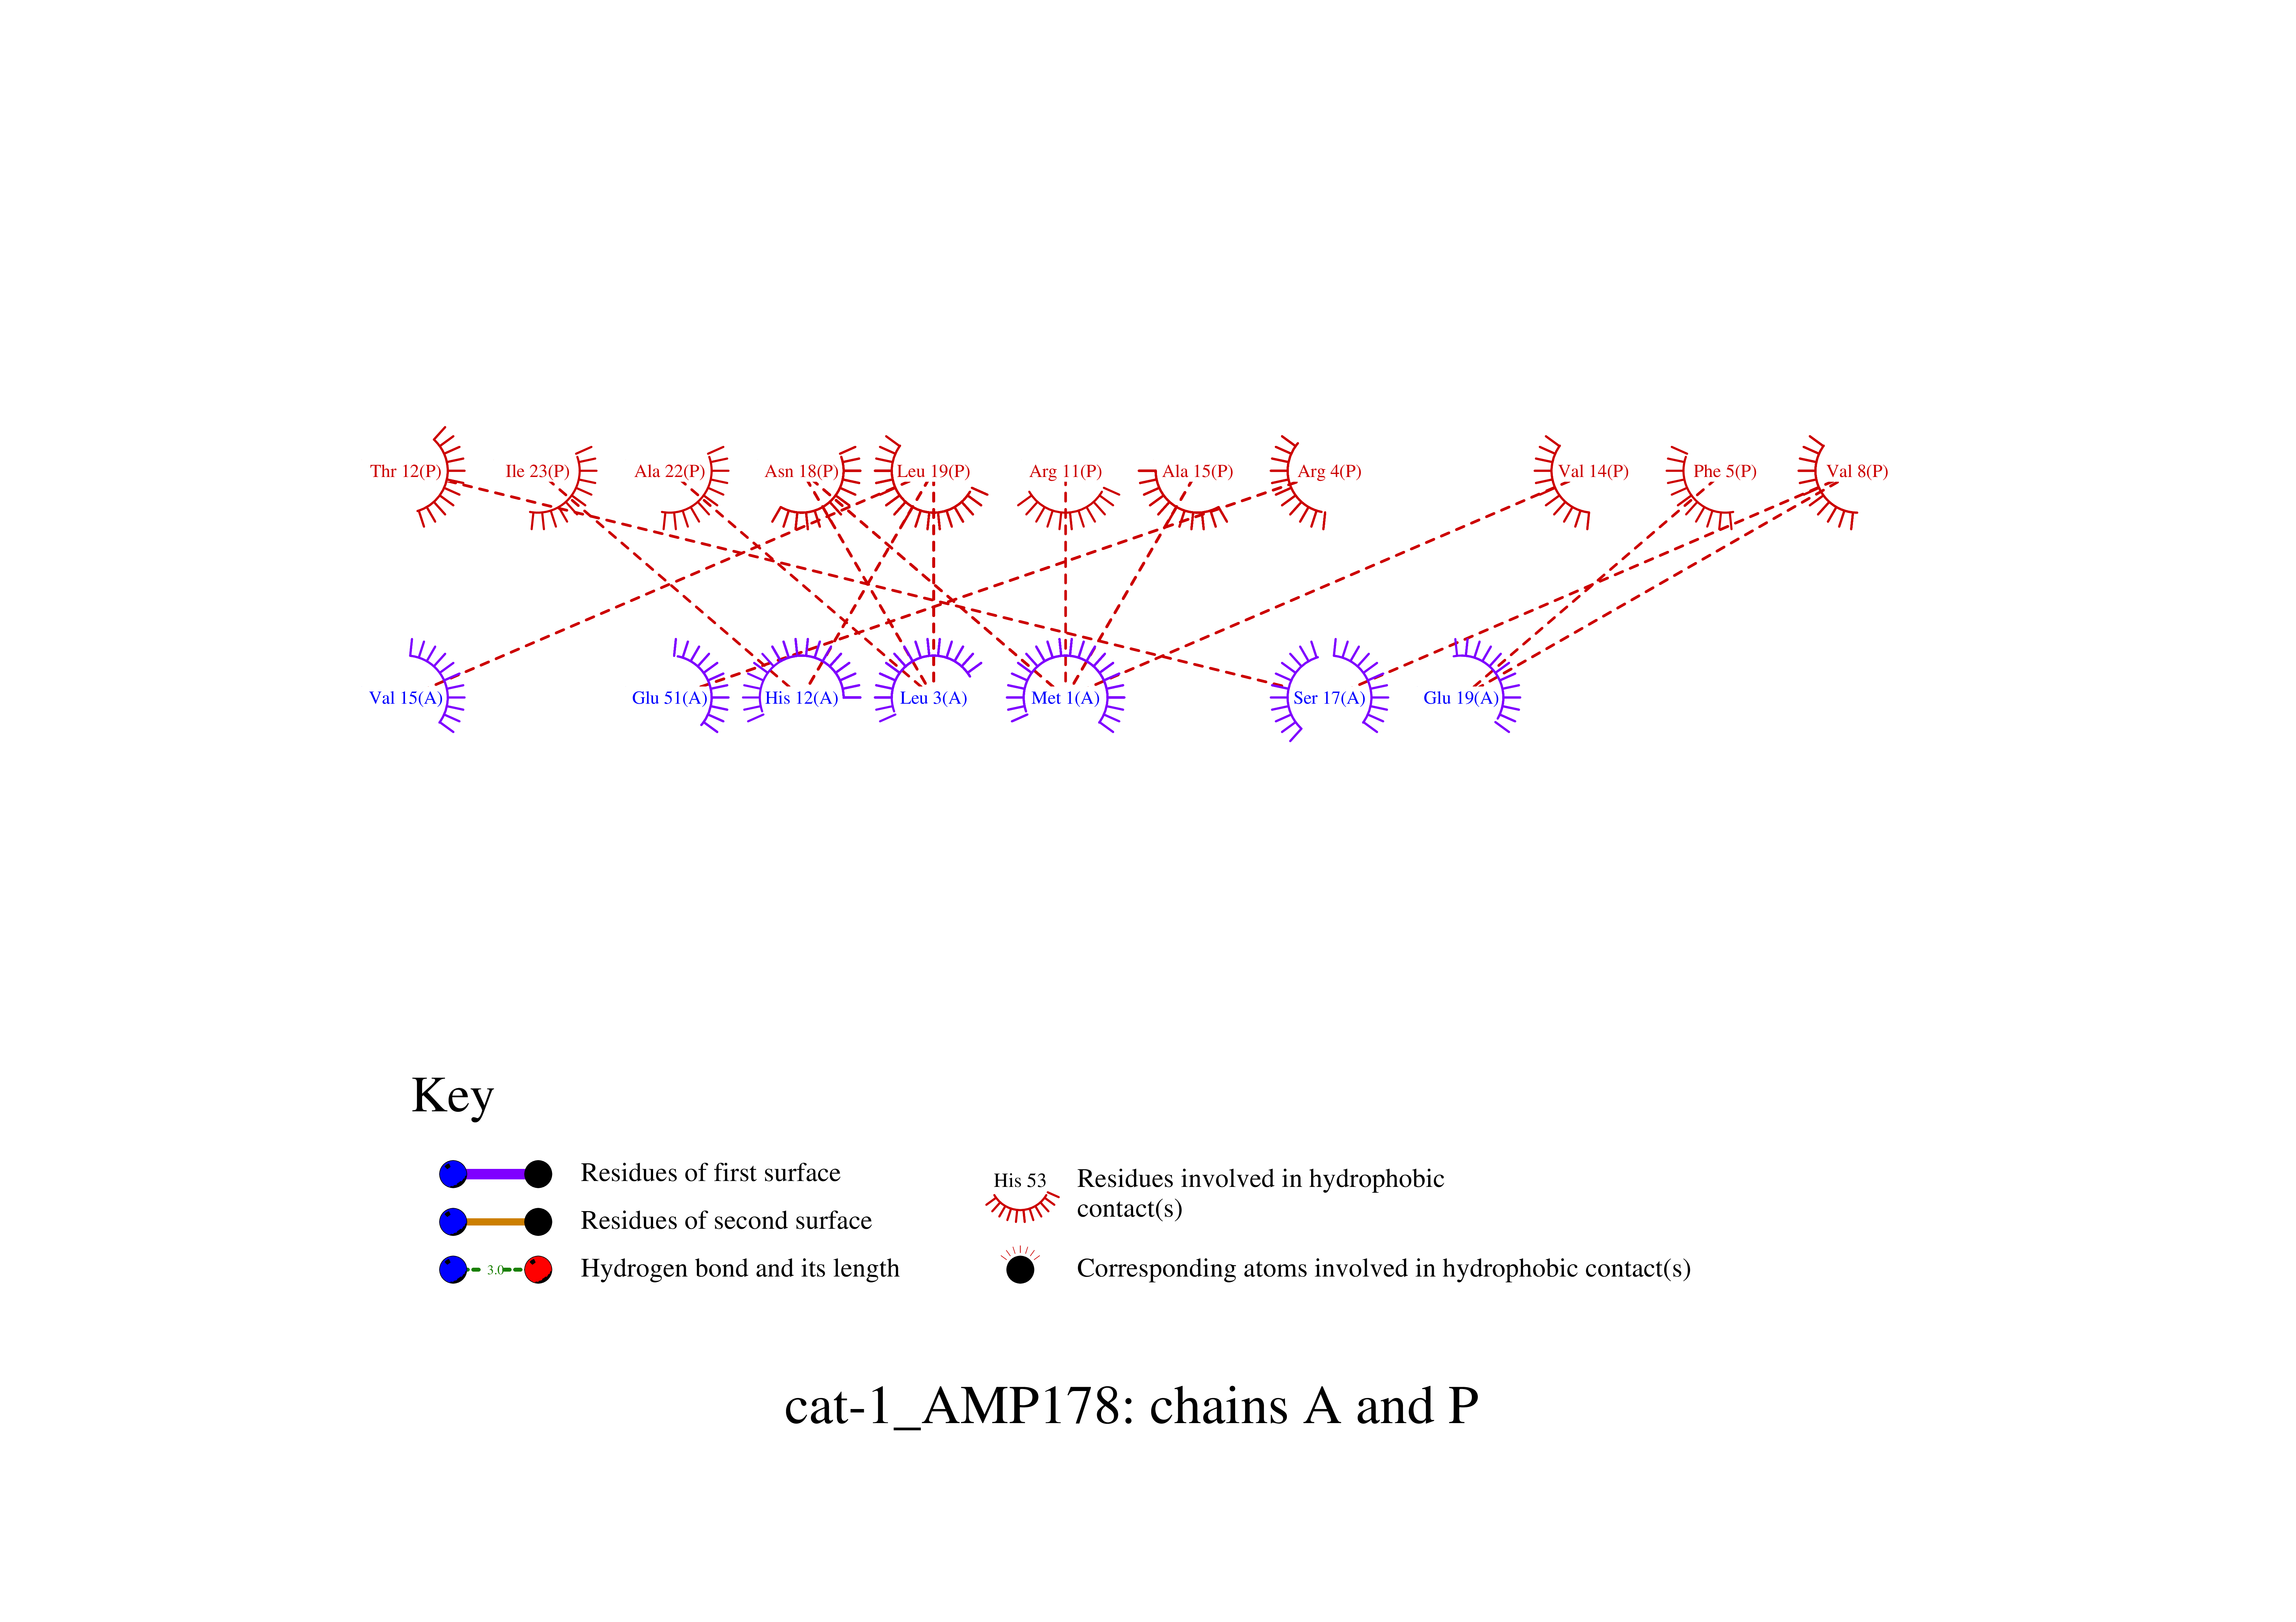 Thr 12(P) Ile 23(P) Ala 22(P) Asn 18(P) Leu 19(P) Arg 11(P) Ala 15(P) Arg 4(P) Val 14(P) Phe 5(P) Val 8(P)
Val 15(A) Glu 51(A) His 12(A) Leu 3(A) Met 1(A) Ser 17(A) Glu 19(A)
Key
Residues of first surface
Residues of second surface
3.0 Hydrogen bond and its length
His 53 Residues involved in hydrophobic
contact(s)
Corresponding atoms involved in hydrophobic contact(s)
cat-1_AMP178: chains A and P